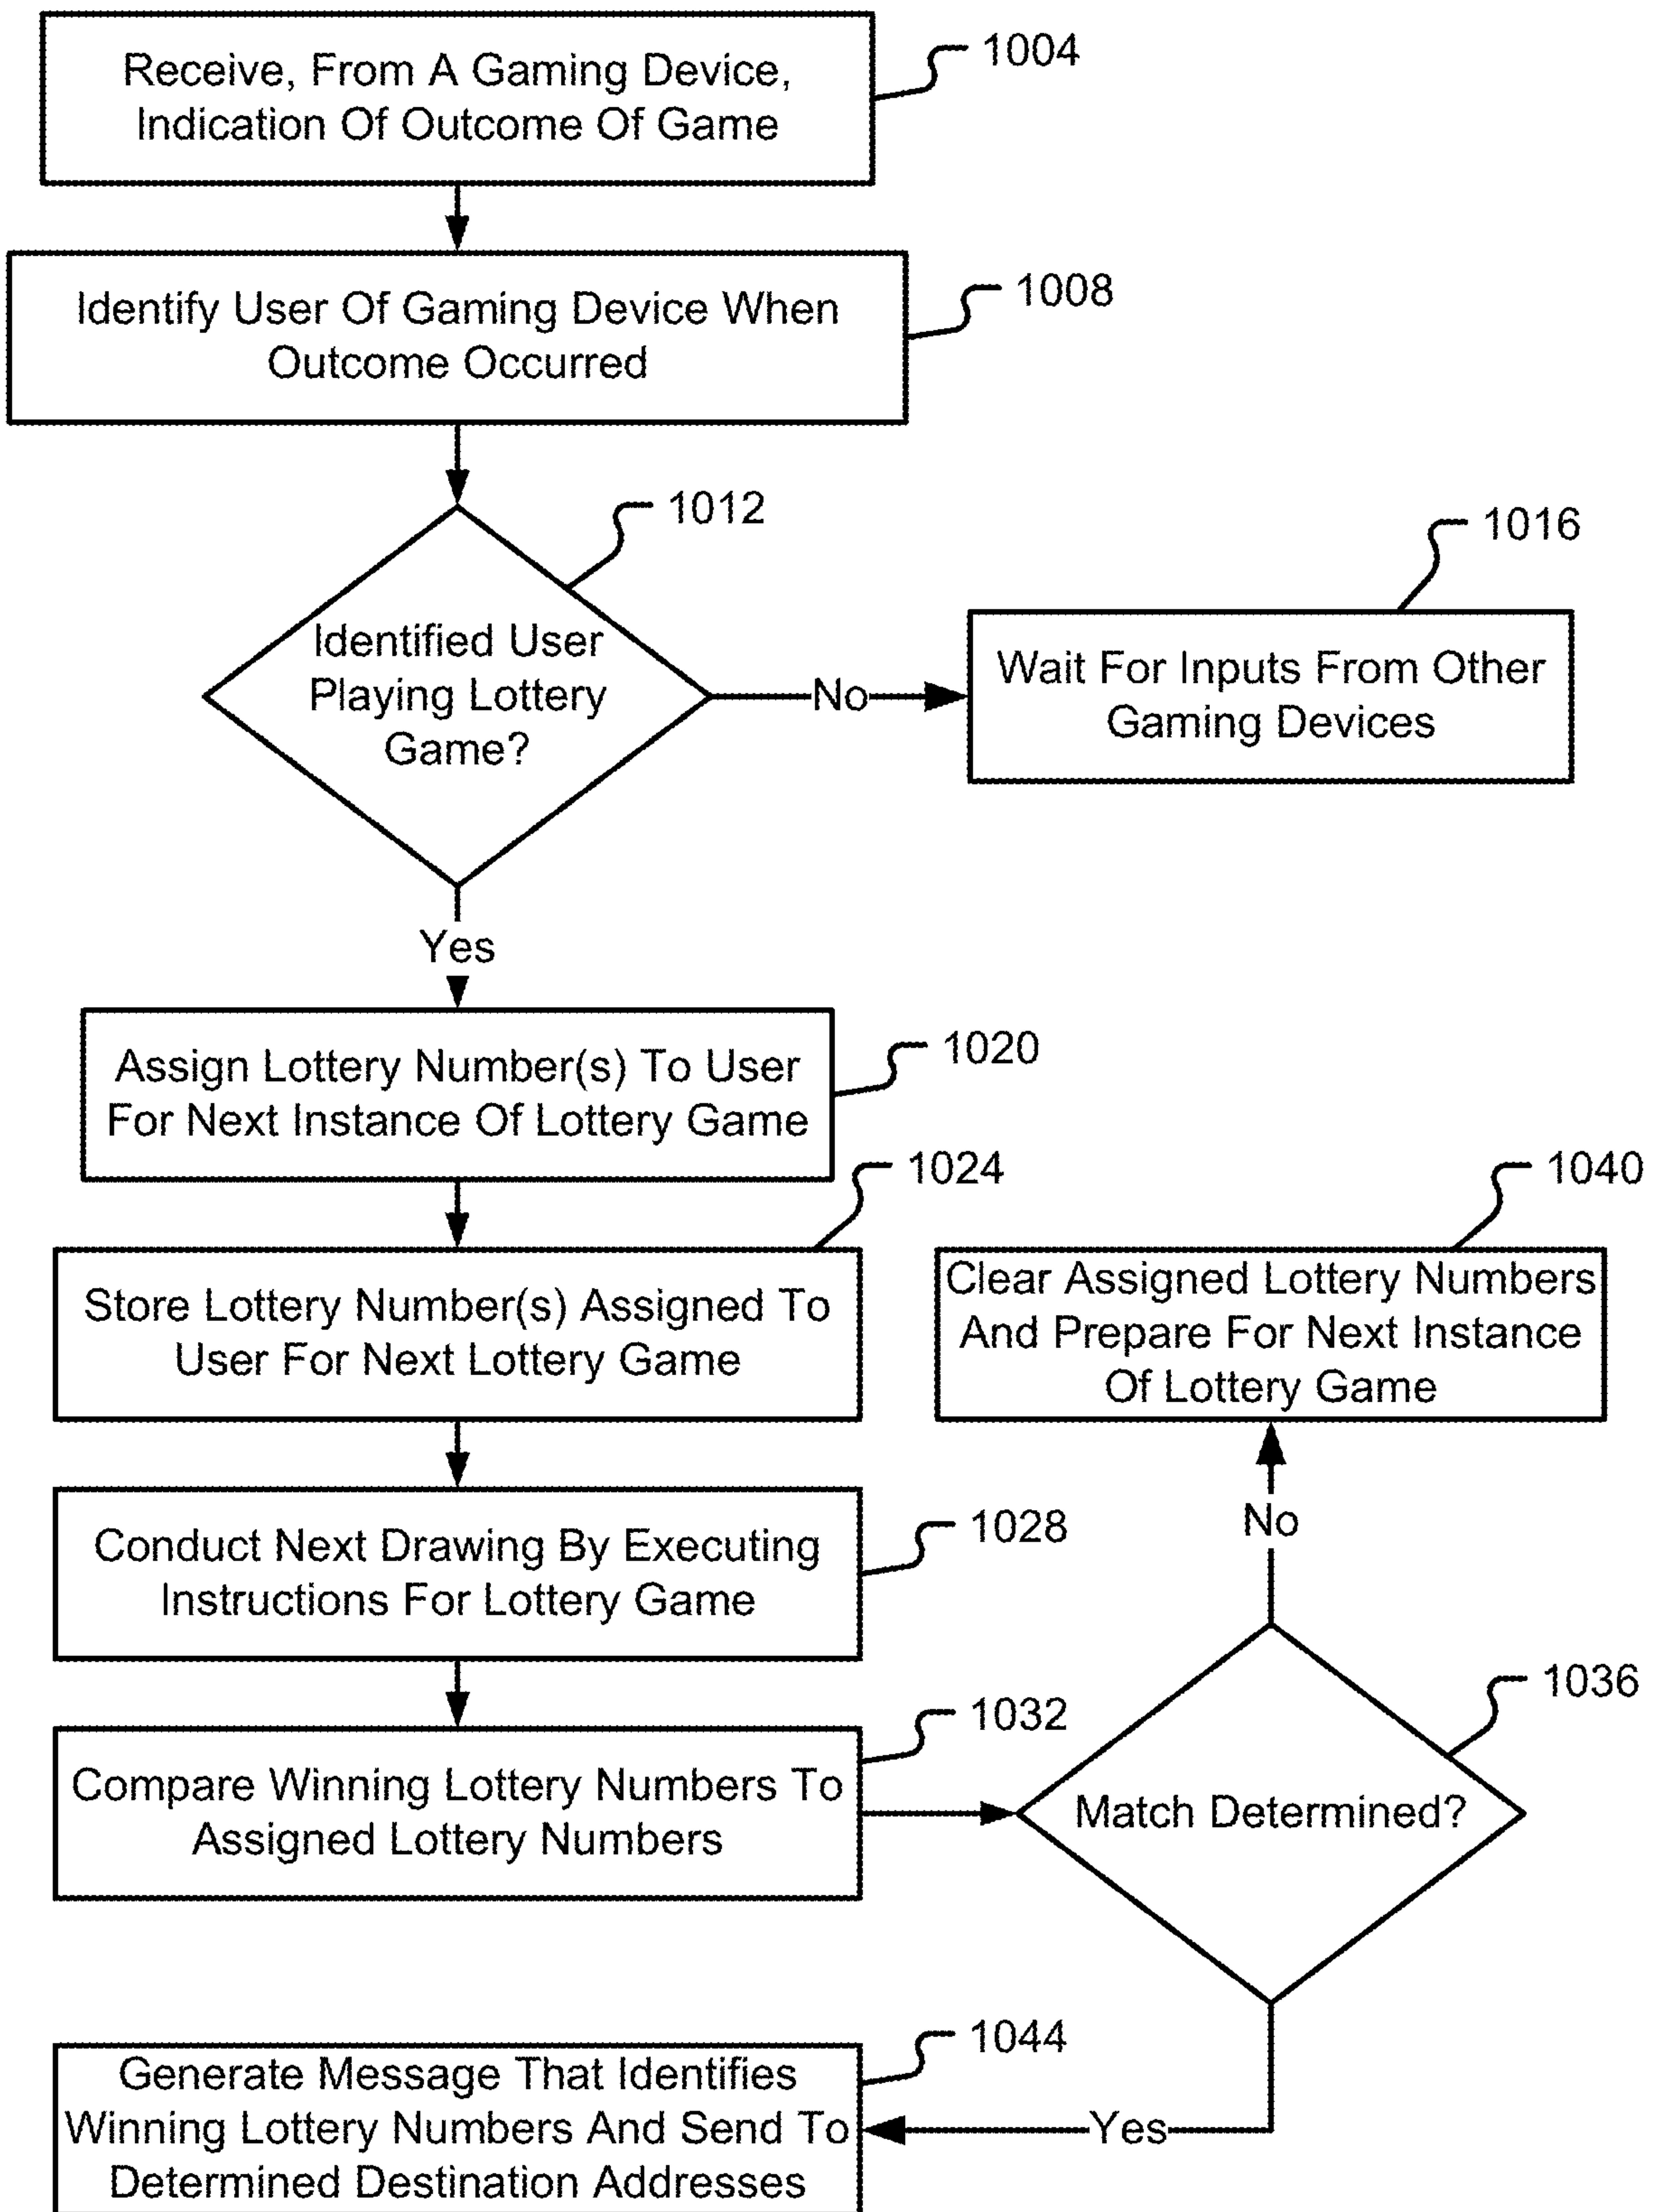 Receive, From A Gaming Device,
Indication Of Outcome Of Game
1004
Identify User Of Gaming Device When
Outcome Occurred
1008
1012
Identified User
Playing Lottery
Game?
No
1016
Wait For Inputs From Other
Gaming Devices
Yes
Assign Lottery Number(s) To User
For Next Instance Of Lottery Game
1020
1024
Store Lottery Number(s) Assigned To
User For Next Lottery Game
1040
Clear Assigned Lottery Numbers
And Prepare For Next Instance
Of Lottery Game
Conduct Next Drawing By Executing
Instructions For Lottery Game
1028
No
Compare Winning Lottery Numbers To
Assigned Lottery Numbers
1032
1036
Match Determined?
1044
Generate Message That Identifies
Winning Lottery Numbers And Send To
Determined Destination Addresses
Yes